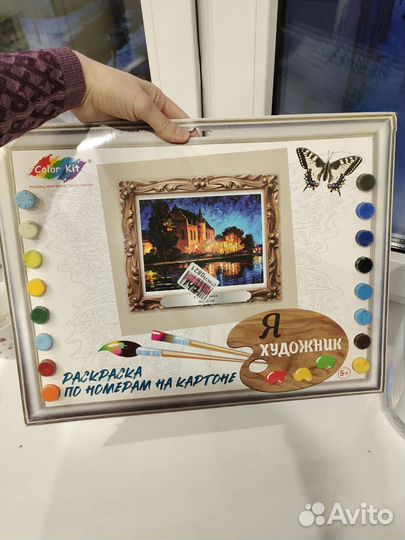 Color Kit®
Я
ХУДОЖНИК
РАСКРАСКА
ПО НОМЕРАМ НА КАРТОНЕ
5+
Avito